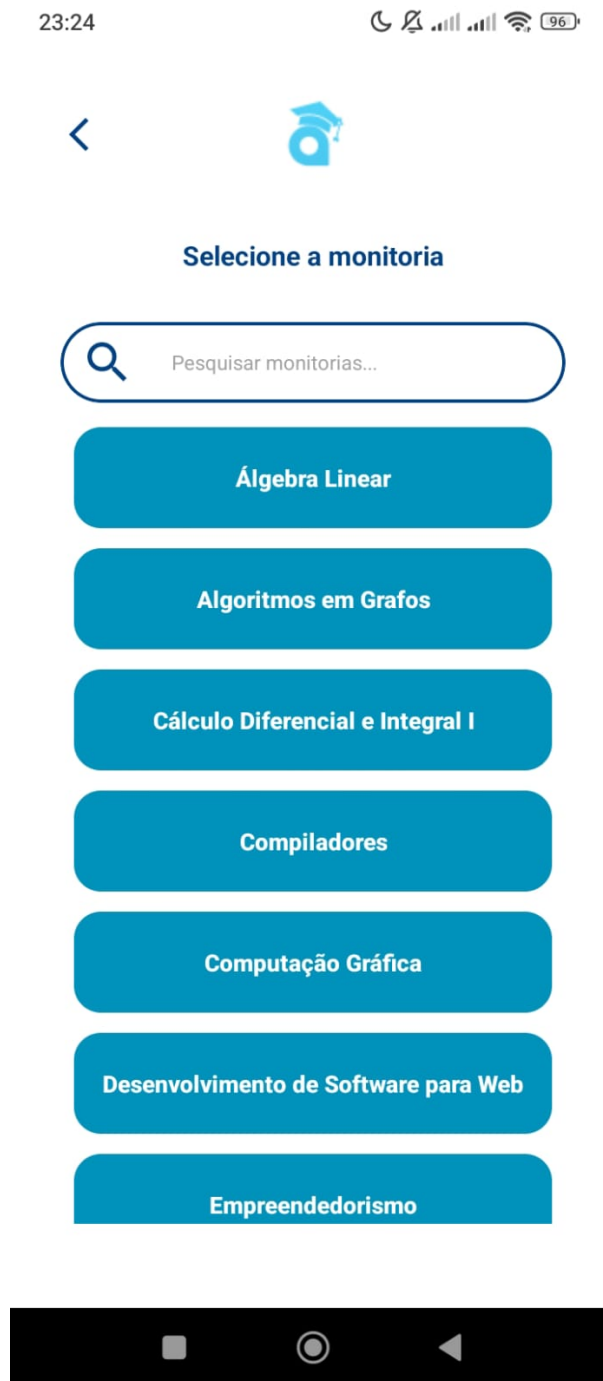 23:24
96
Selecione a monitoria
Pesquisar monitorias...
Álgebra Linear
Algoritmos em Grafos
Cálculo Diferencial e Integral I
Compiladores
Computação Gráfica
Desenvolvimento de Software para Web
Empreendedorismo